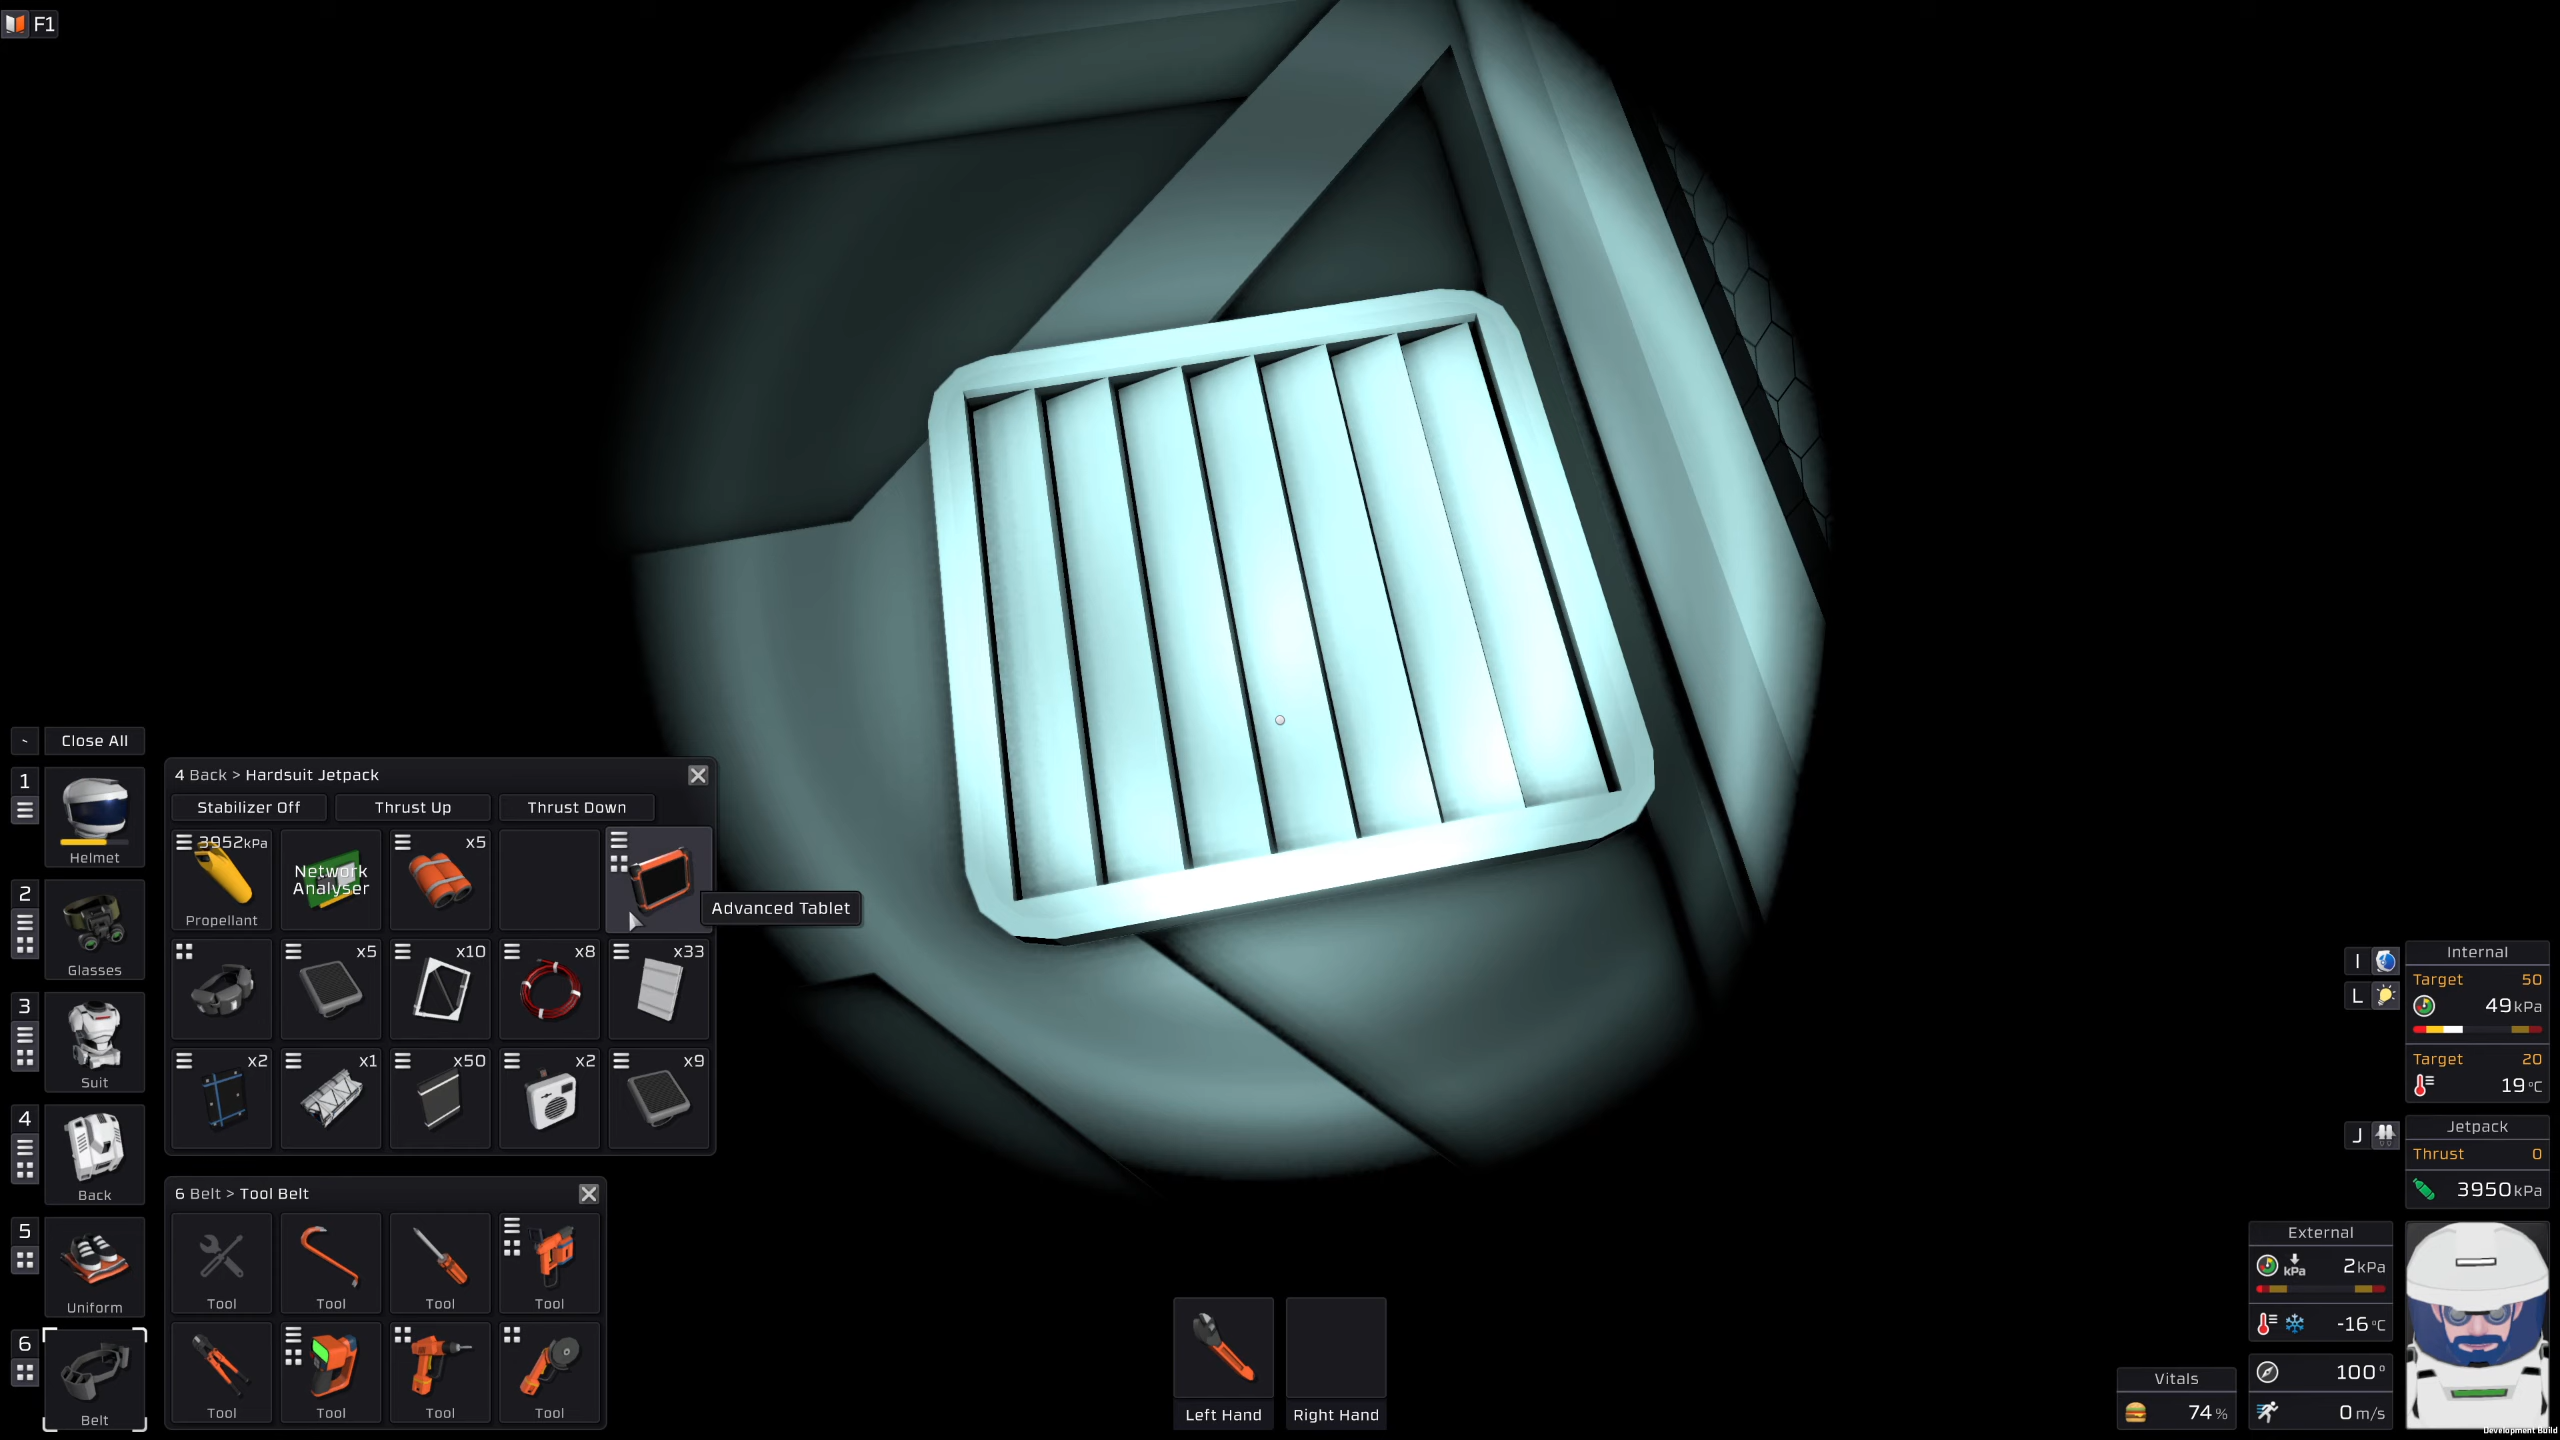 F1
~ Close All
1
Helmet
2
Glasses
3
Suit
4
Back
5
Uniform
6
Belt
4 Back > Hardsuit Jetpack
Stabilizer Off Thrust Up Thrust Down
3952kPa
Propellant
Network
Analyser
x5
Advanced Tablet
x5 x10 x8 x33
x2 x1 x50 x2 x9
6 Belt > Tool Belt
Tool Tool Tool Tool
Tool Tool Tool Tool
Left Hand Right Hand
I
L
Internal
Target 50
49kPa
Target 20
19°C
J
Jetpack
Thrust 0
3950kPa
External
kPa 2kPa
-16°C
100°
0m/s
Vitals
74%
Development Build